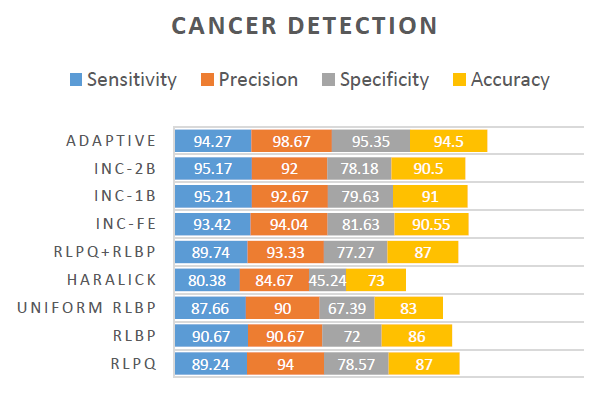 CANCER DETECTION
Sensitivity Precision Specificity Accuracy
ADAPTIVE 94.27 98.67 95.35 94.5
INC-2B 95.17 92 78.18 90.5
INC-1B 95.21 92.67 79.63 91
INC-FE 93.42 94.04 81.63 90.55
RLPQ+RLBP 89.74 93.33 77.27 87
HARALICK 80.38 84.67 45.24 73
UNIFORM RLBP 87.66 90 67.39 83
RLBP 90.67 90.67 72 86
RLPQ 89.24 94 78.57 87